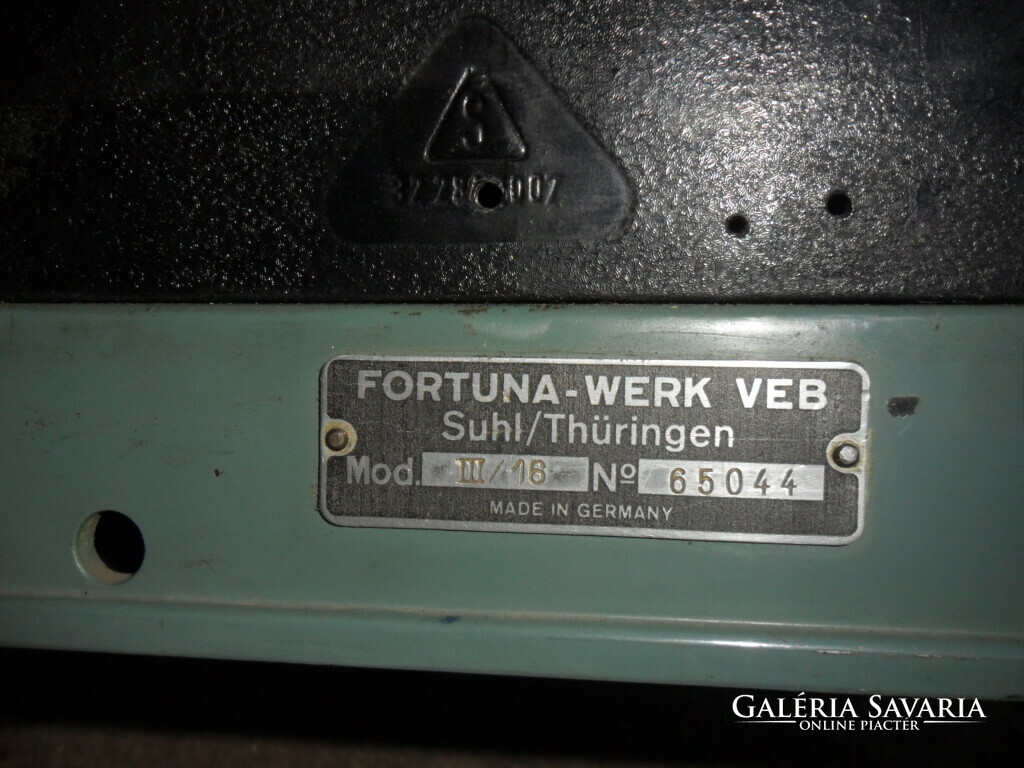 S
FORTUNA-WERK VEB
Suhl/Thüringen
Mod. III/16 Nº 65044
MADE IN GERMANY
GALÉRIA SAVARIA
ONLINE PIACTÉR